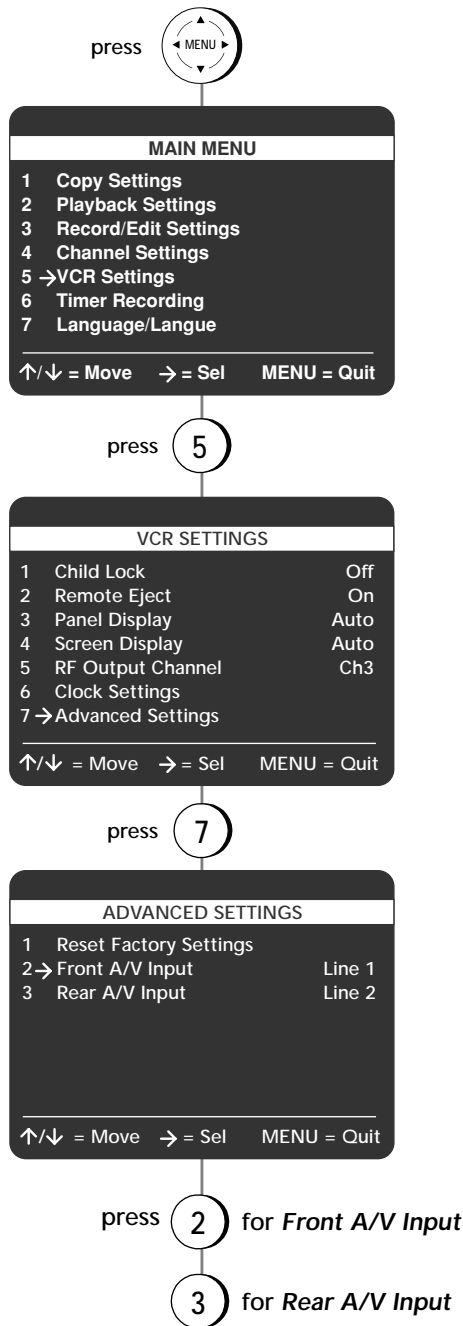 press MENU
MAIN MENU
1 Copy Settings
2 Playback Settings
3 Record/Edit Settings
4 Channel Settings
5 →VCR Settings
6 Timer Recording
7 Language/Langue
↑/↓ = Move → = Sel MENU = Quit
press 5
VCR SETTINGS
1 Child Lock Off
2 Remote Eject On
3 Panel Display Auto
4 Screen Display Auto
5 RF Output Channel Ch3
6 Clock Settings
7 →Advanced Settings
↑/↓ = Move → = Sel MENU = Quit
press 7
ADVANCED SETTINGS
1 Reset Factory Settings
2 → Front A/V Input Line 1
3 Rear A/V Input Line 2
↑/↓ = Move → = Sel MENU = Quit
press 2 for Front A/V Input
3 for Rear A/V Input